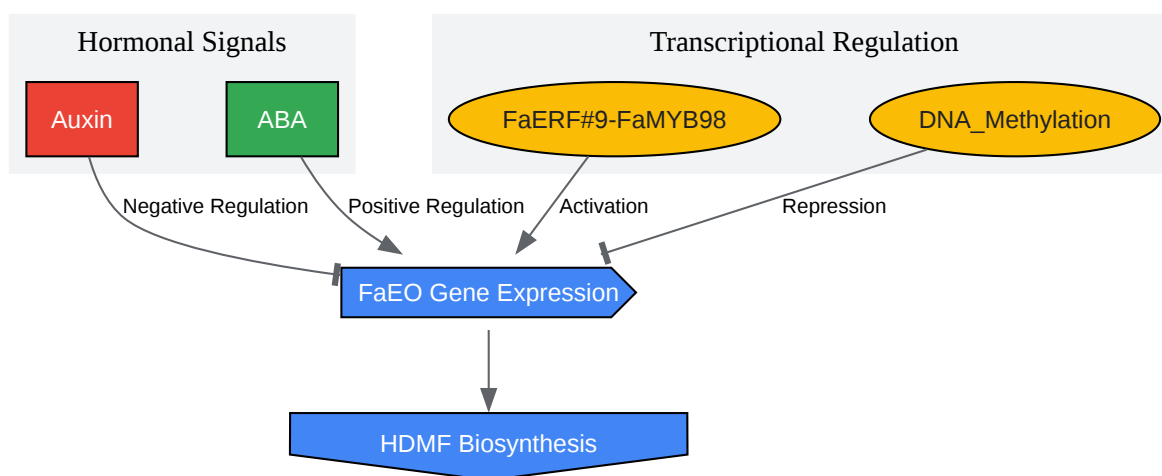 Hormonal Signals
Transcriptional Regulation
Auxin
ABA
FaERF#9-FaMYB98
DNA_Methylation
Negative Regulation
Positive Regulation
Activation
Repression
FaEO Gene Expression
HDMF Biosynthesis